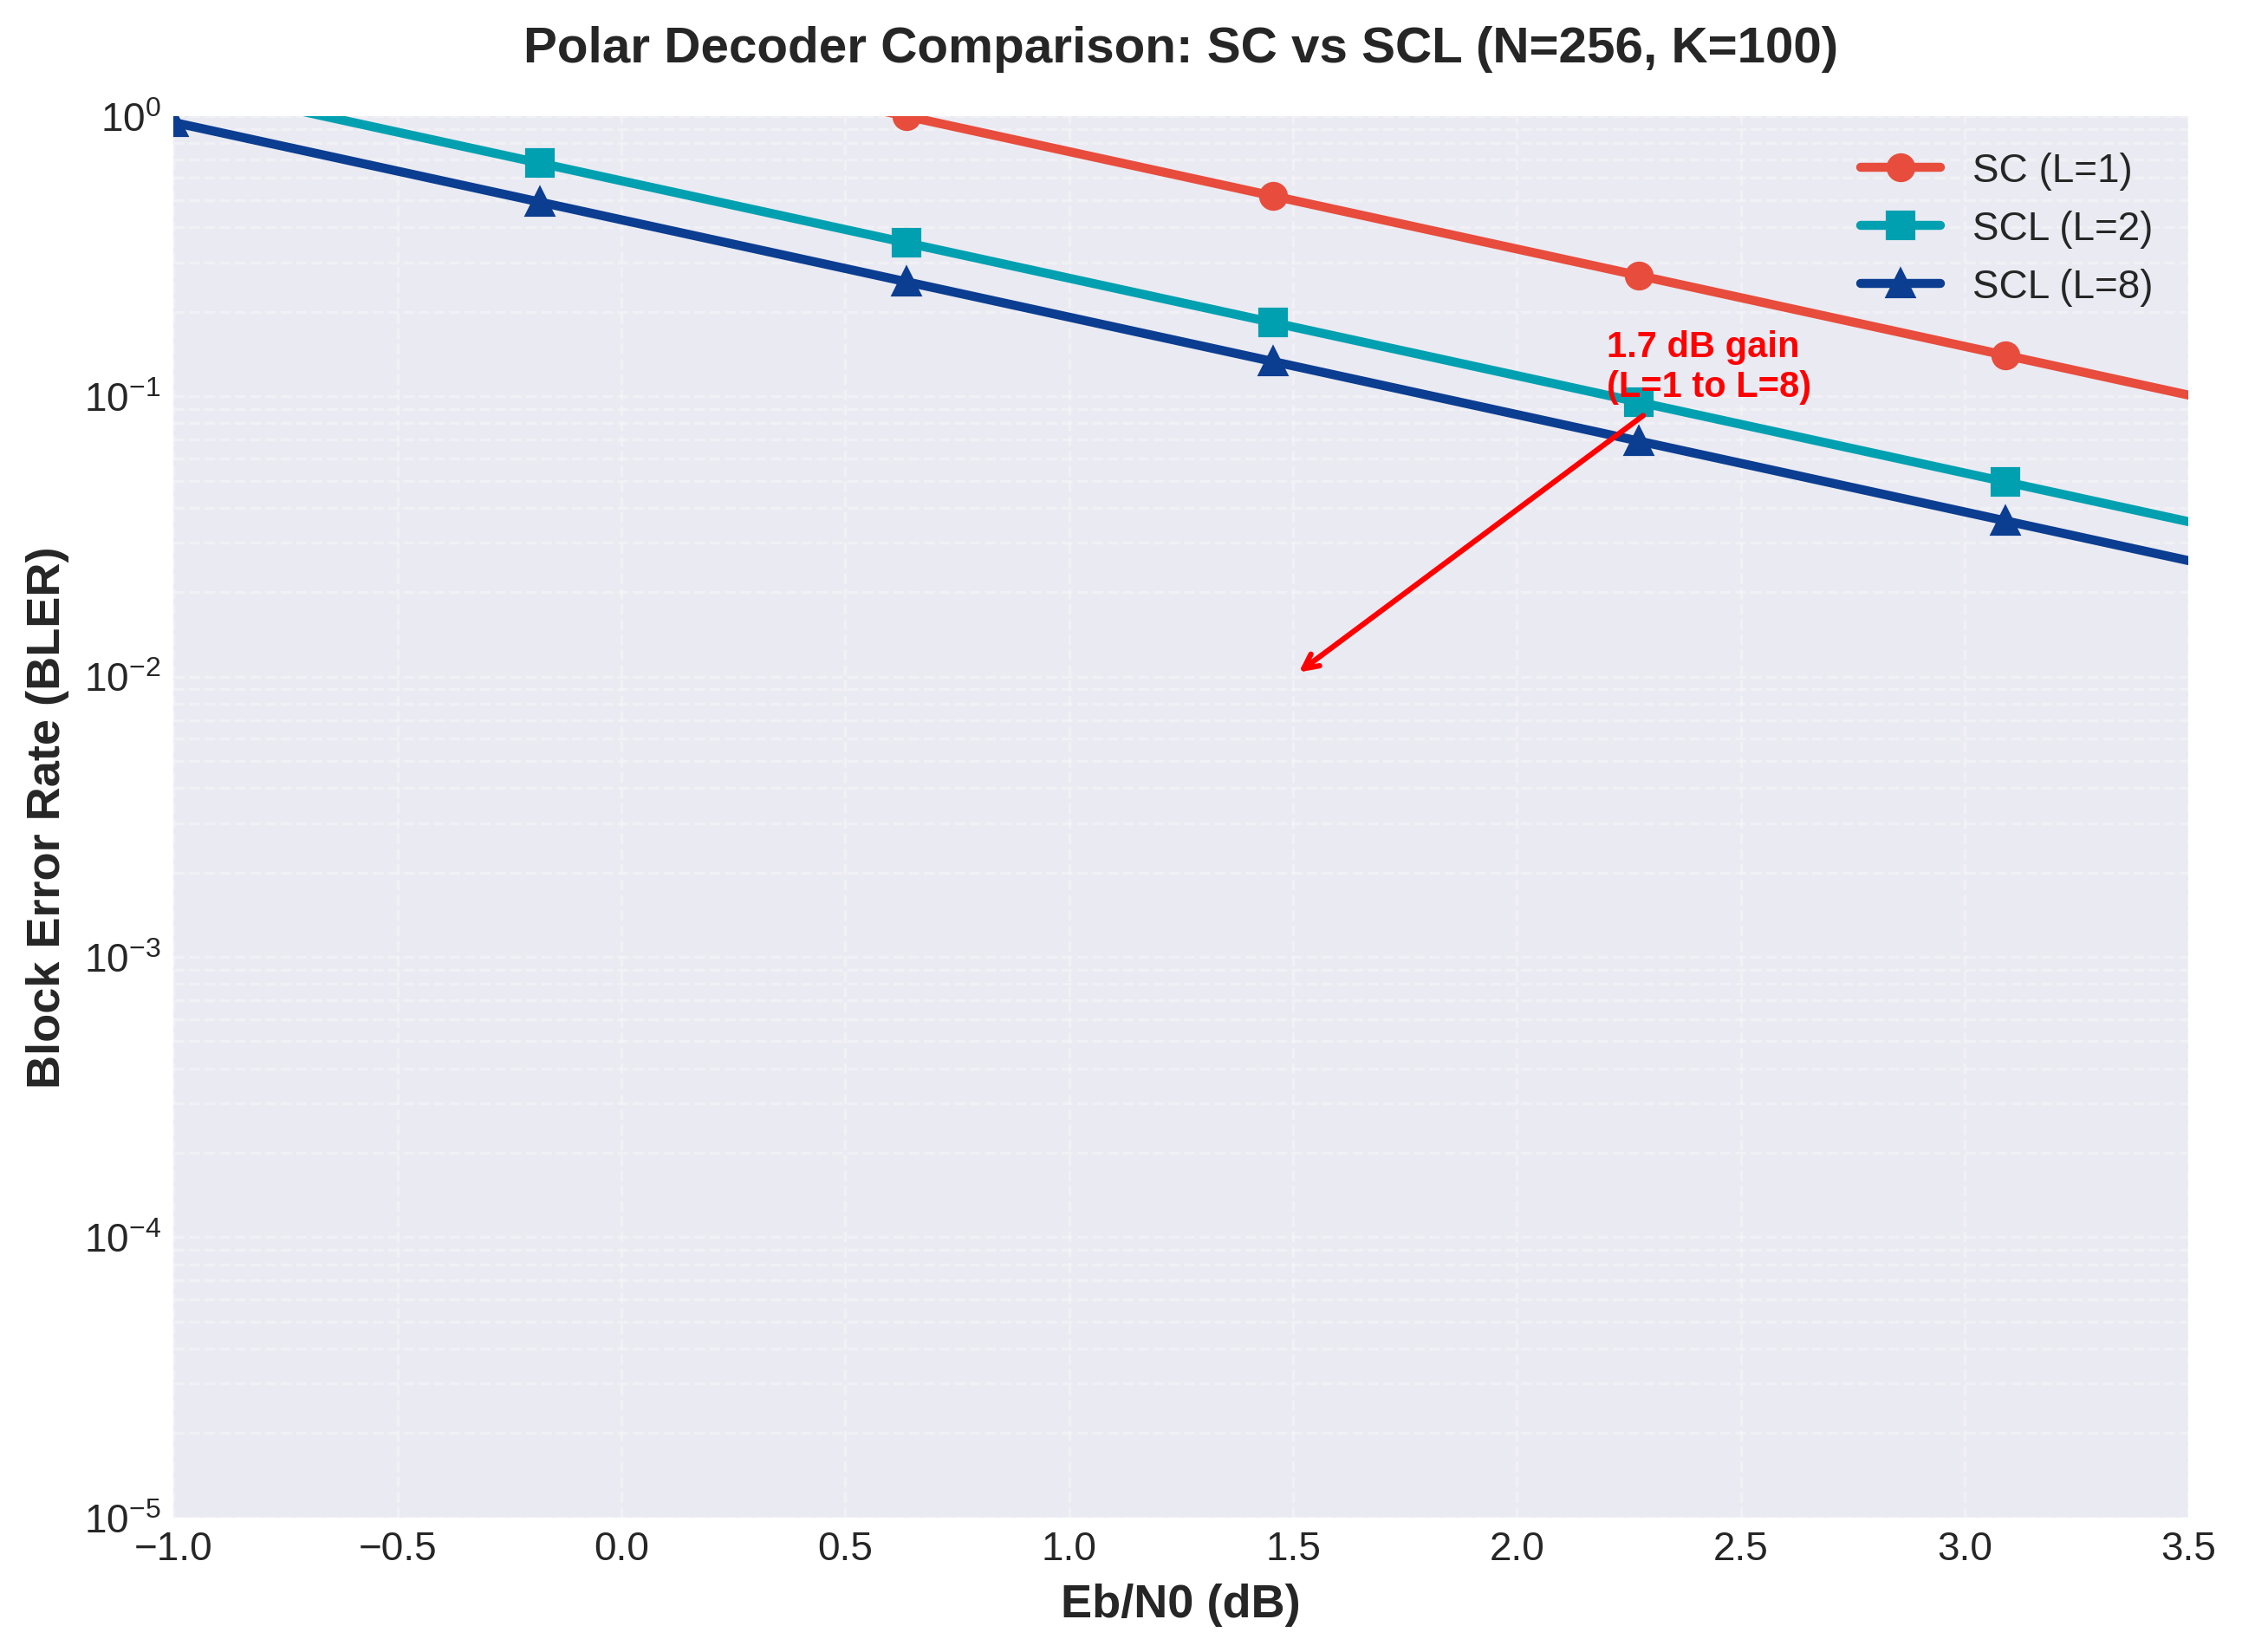 Polar Decoder Comparison: SC vs SCL (N=256, K=100)
10⁰
10⁻¹
10⁻²
10⁻³
10⁻⁴
10⁻⁵
Block Error Rate (BLER)
SC (L=1)
SCL (L=2)
SCL (L=8)
1.7 dB gain
(L=1 to L=8)
−1.0 −0.5 0.0 0.5 1.0 1.5 2.0 2.5 3.0 3.5
Eb/N0 (dB)